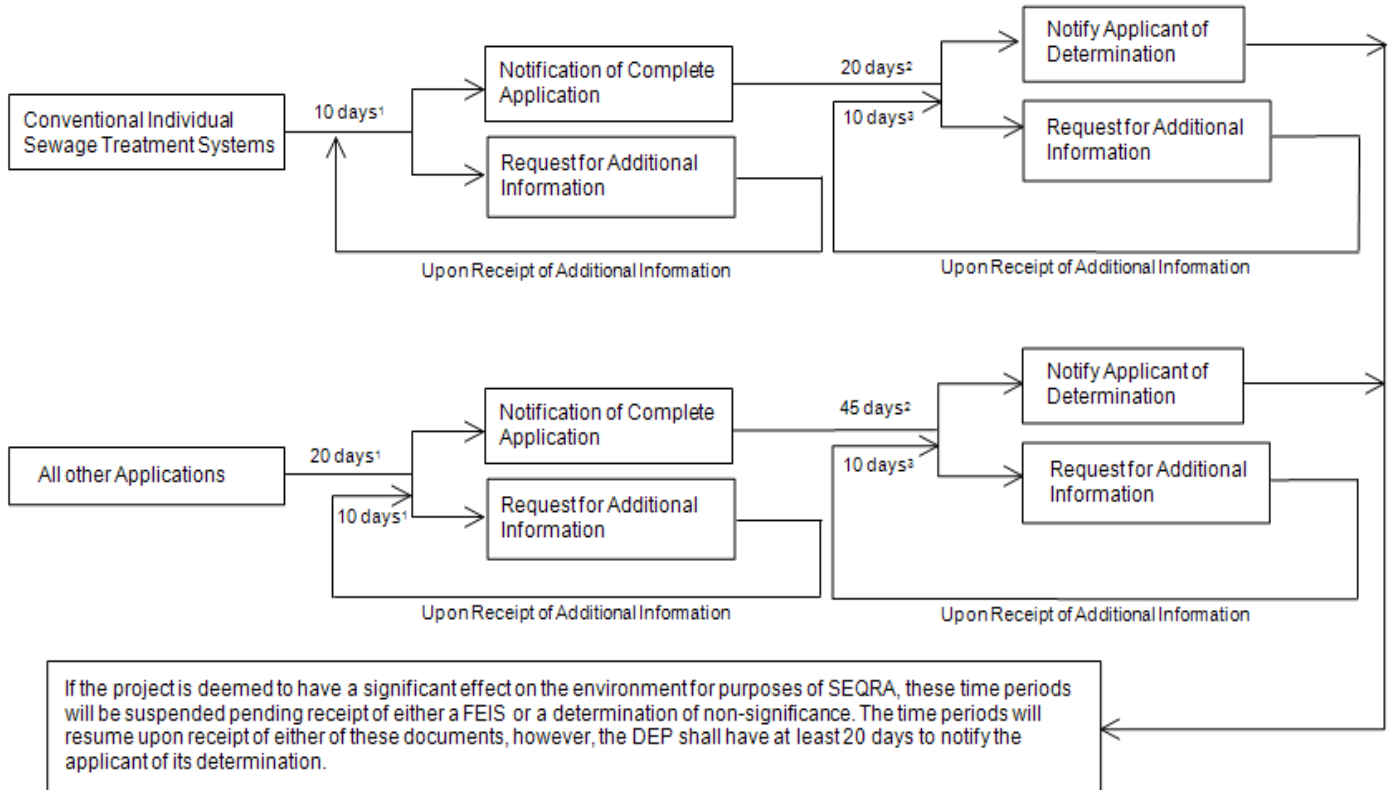 Conventional Individual
Sewage Treatment Systems
10 days¹
Notification of Complete
Application
Request for Additional
Information
Upon Receipt of Additional Information
20 days²
10 days³
Notify Applicant of
Determination
Request for Additional
Information
Upon Receipt of Additional Information
All other Applications
20 days¹
10 days¹
Notification of Complete
Application
Request for Additional
Information
Upon Receipt of Additional Information
45 days²
10 days³
Notify Applicant of
Determination
Request for Additional
Information
Upon Receipt of Additional Information
If the project is deemed to have a significant effect on the environment for purposes of SEQRA, these time periods
will be suspended pending receipt of either a FEIS or a determination of non-significance. The time periods will
resume upon receipt of either of these documents, however, the DEP shall have at least 20 days to notify the
applicant of its determination.